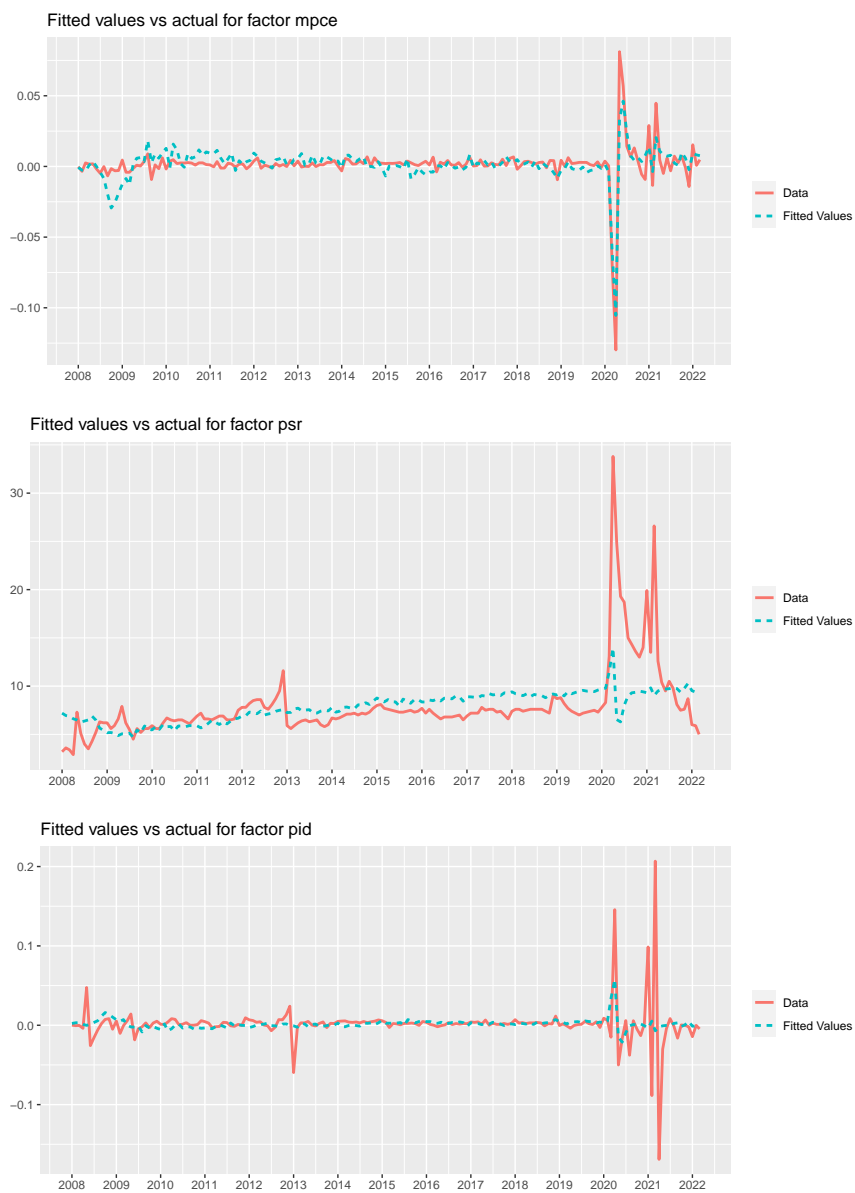 Fitted values vs actual for factor mpce
0.05
0.00
−0.05
−0.10
2008 2009 2010 2011 2012 2013 2014 2015 2016 2017 2018 2019 2020 2021 2022
Data
Fitted Values
Fitted values vs actual for factor psr
30
20
10
2008 2009 2010 2011 2012 2013 2014 2015 2016 2017 2018 2019 2020 2021 2022
Data
Fitted Values
Fitted values vs actual for factor pid
0.2
0.1
0.0
−0.1
2008 2009 2010 2011 2012 2013 2014 2015 2016 2017 2018 2019 2020 2021 2022
Data
Fitted Values